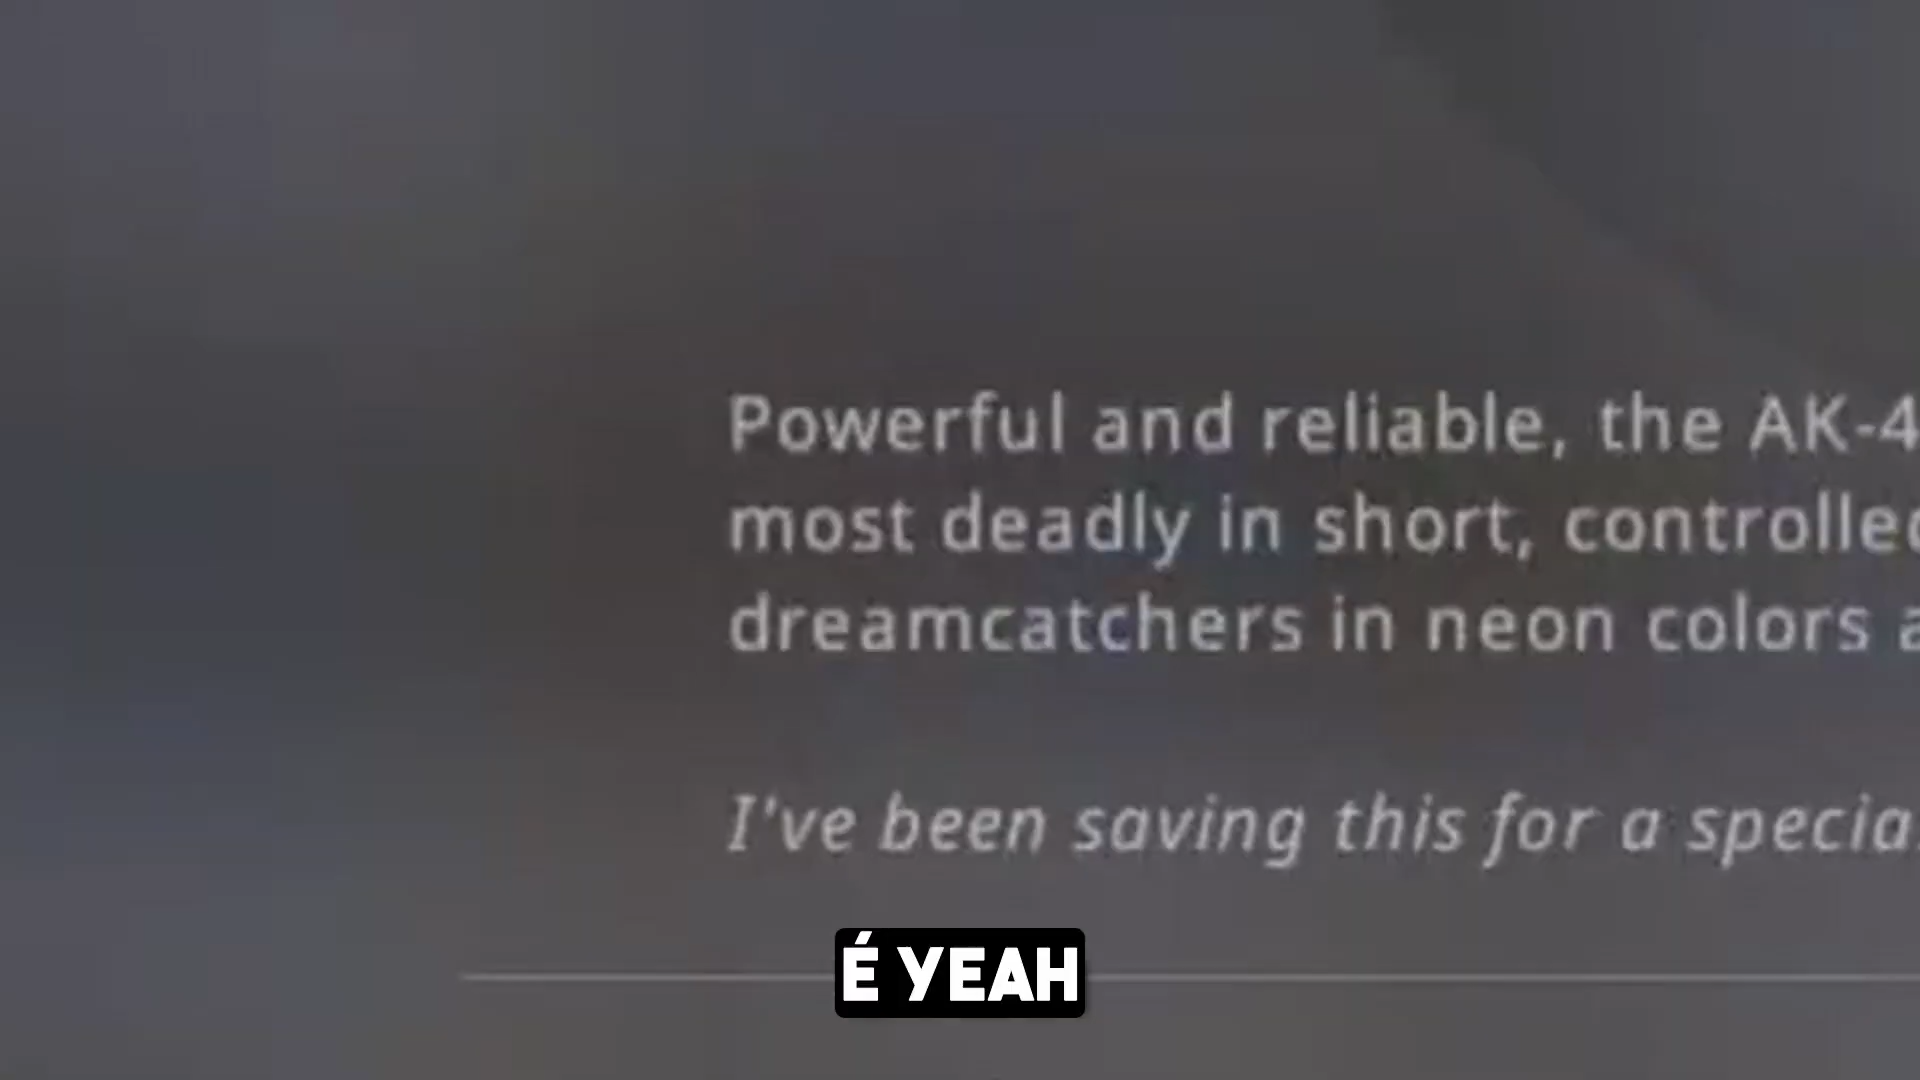 Powerful and reliable, the AK-4
most deadly in short, controlled
dreamcatchers in neon colors a
I've been saving this for a specia
É YEAH